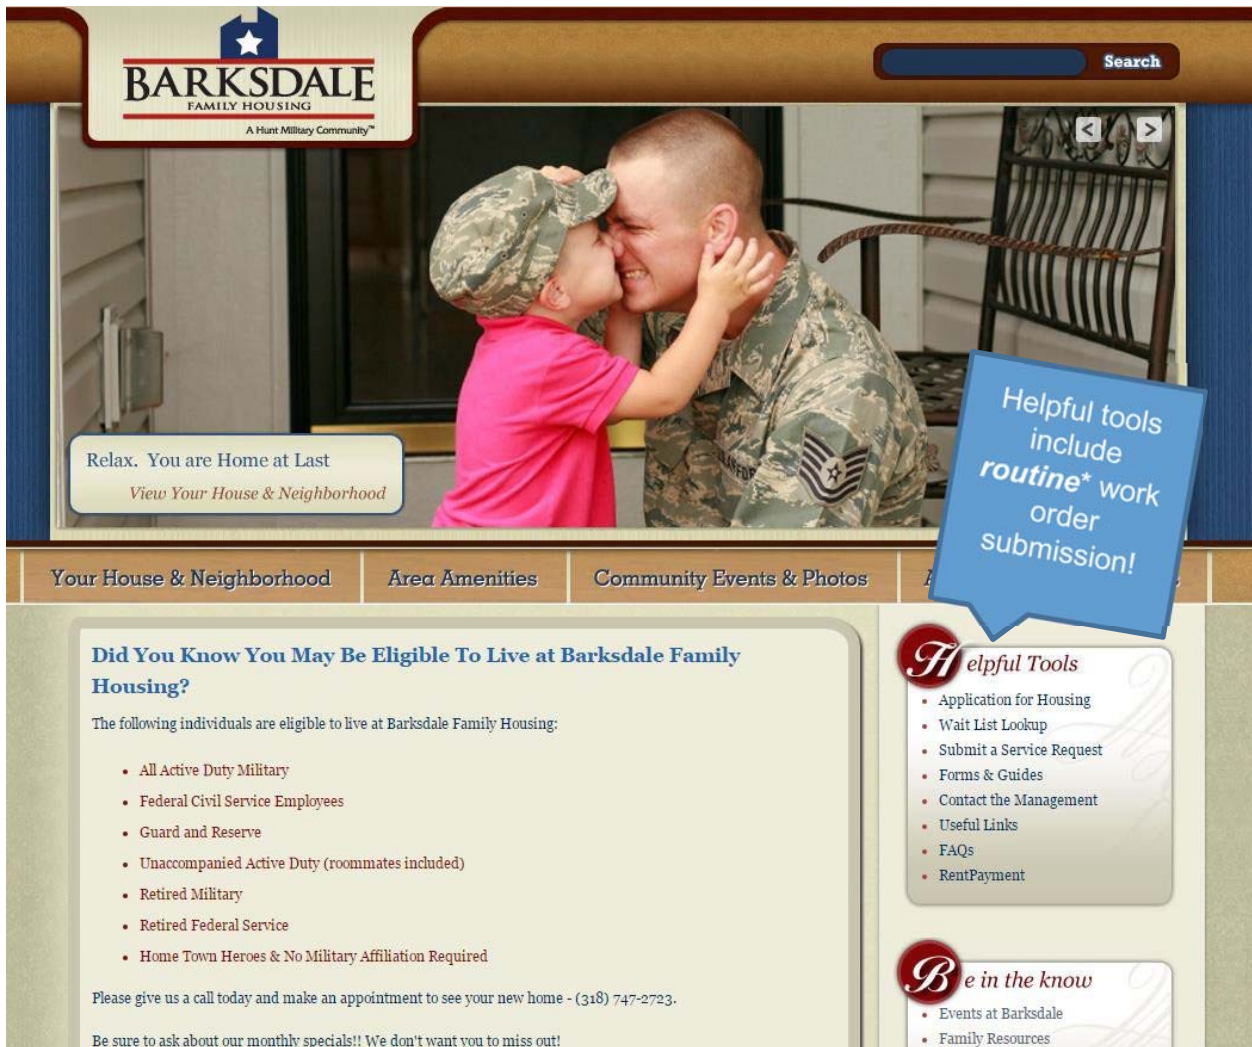 BARKSDALE
FAMILY HOUSING
A Hunt Military Community™
Search
< >
Relax. You are Home at Last
View Your House & Neighborhood
Helpful tools
include
routine* work
order
submission!
Your House & Neighborhood
Area Amenities
Community Events & Photos
Did You Know You May Be Eligible To Live at Barksdale Family
Housing?
The following individuals are eligible to live at Barksdale Family Housing:
• All Active Duty Military
• Federal Civil Service Employees
• Guard and Reserve
• Unaccompanied Active Duty (roommates included)
• Retired Military
• Retired Federal Service
• Home Town Heroes & No Military Affiliation Required
Please give us a call today and make an appointment to see your new home - (318) 747-2723.
Be sure to ask about our monthly specials!! We don't want you to miss out!
Helpful Tools
• Application for Housing
• Wait List Lookup
• Submit a Service Request
• Forms & Guides
• Contact the Management
• Useful Links
• FAQs
• RentPayment
Be in the know
• Events at Barksdale
• Family Resources